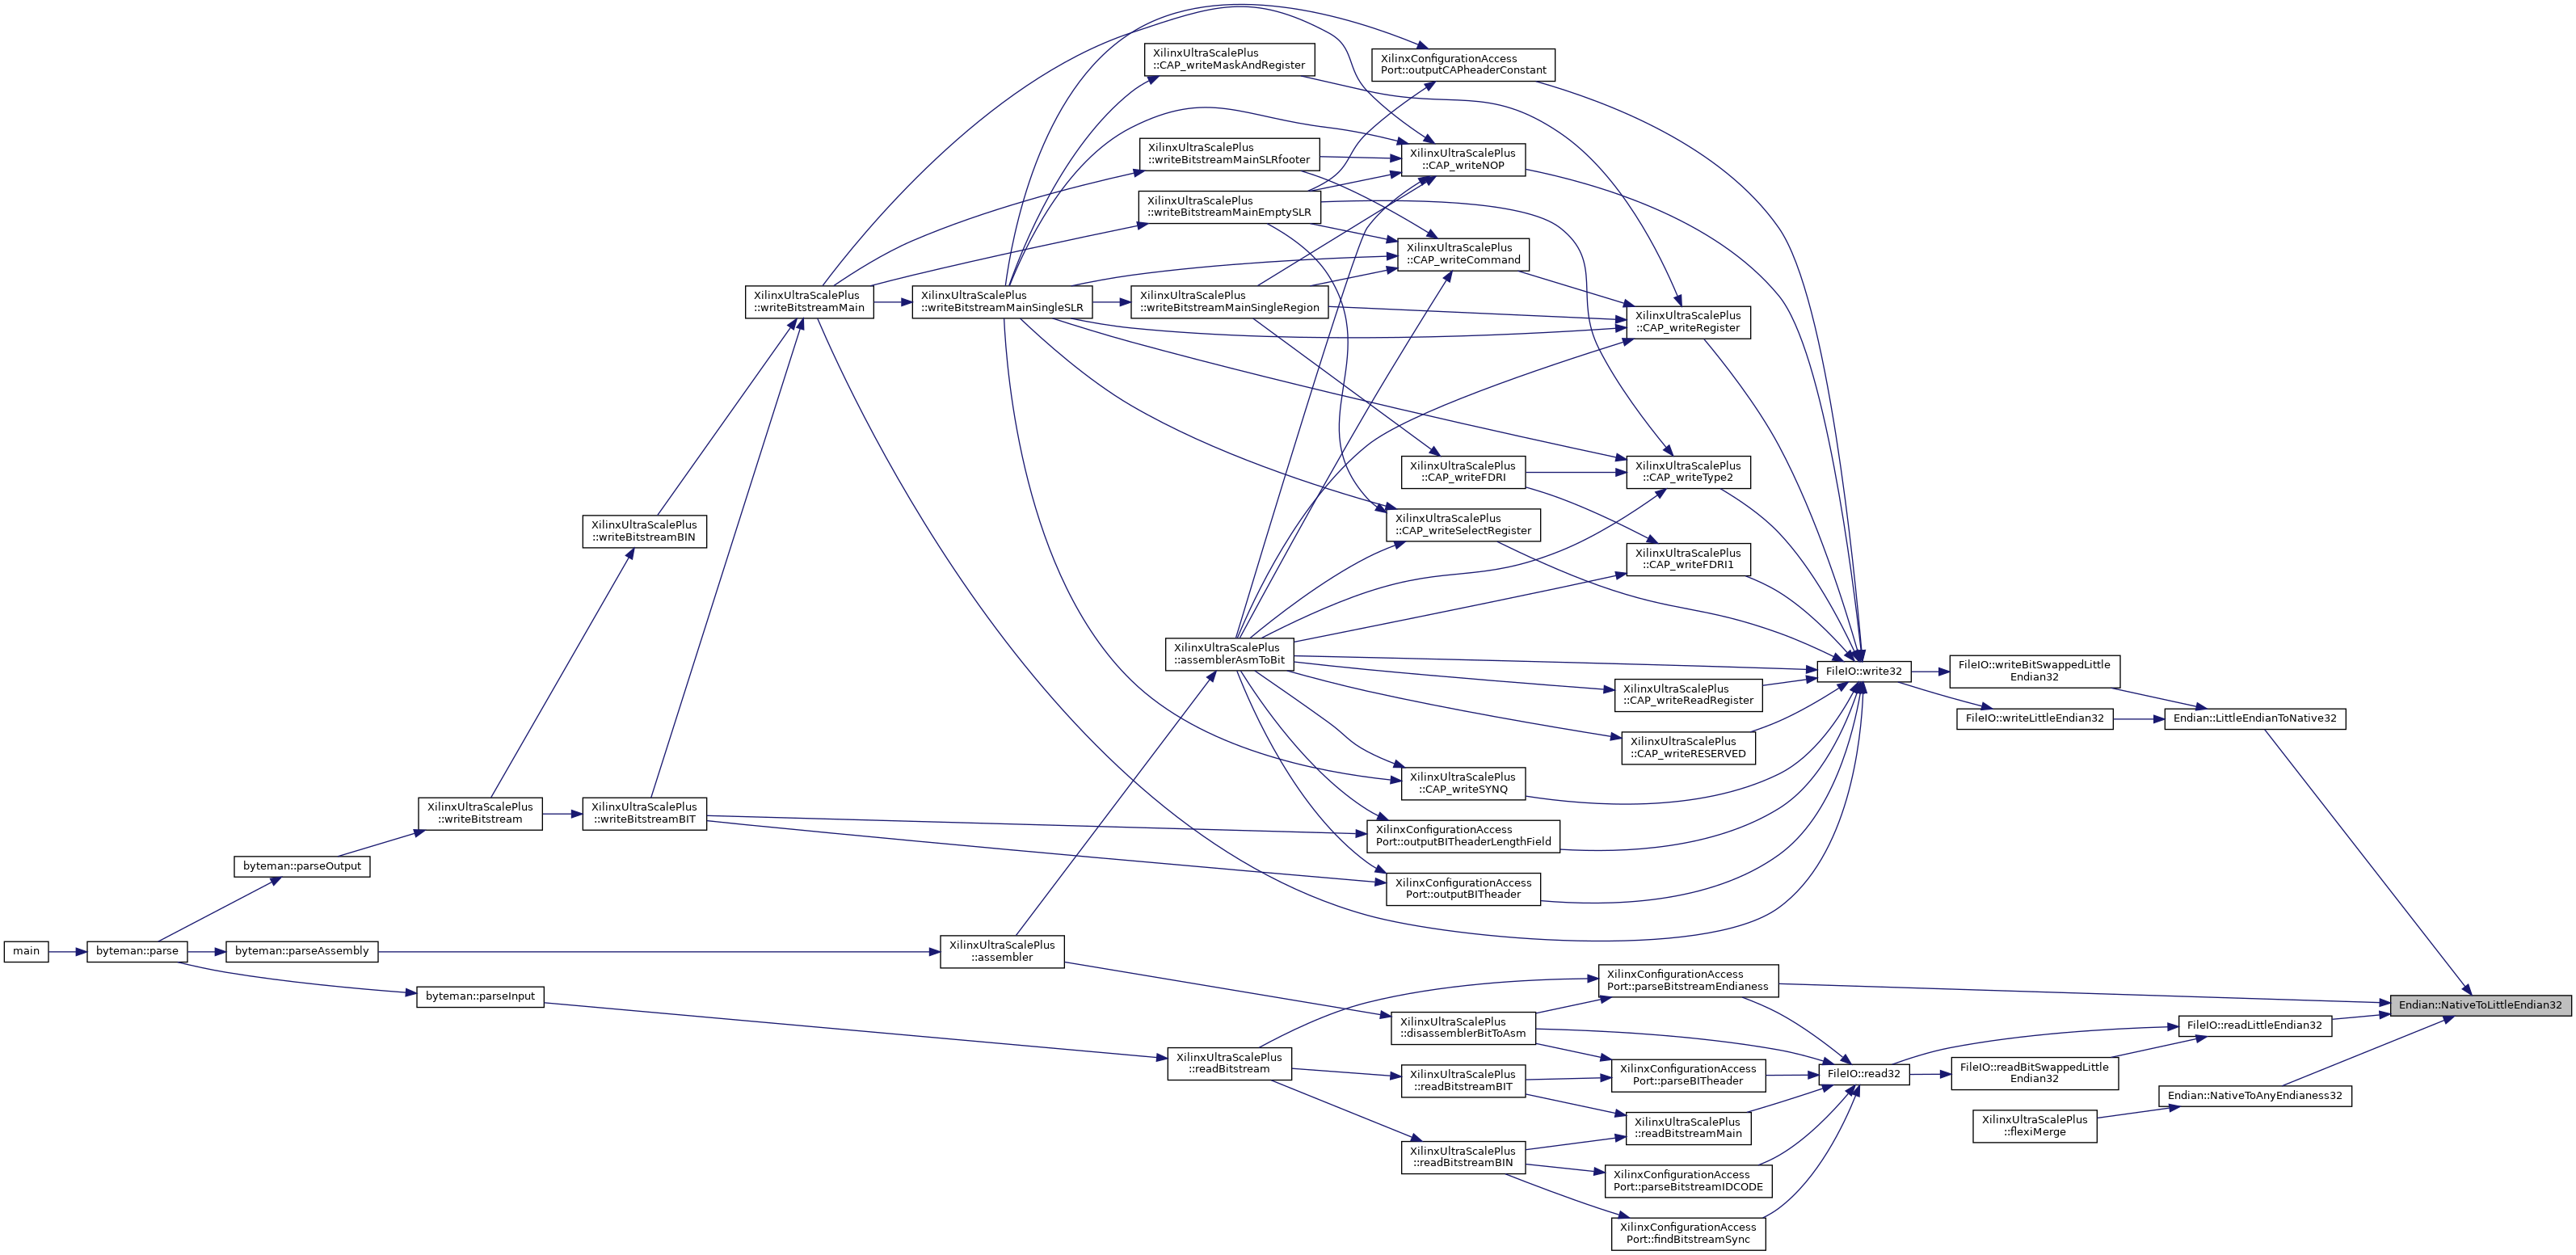 XilinxUltraScalePlus
::CAP_writeMaskAndRegister
XilinxConfigurationAccess
Port::outputCAPheaderConstant
XilinxUltraScalePlus
::writeBitstreamMainSLRfooter
XilinxUltraScalePlus
::CAP_writeNOP
XilinxUltraScalePlus
::writeBitstreamMainEmptySLR
XilinxUltraScalePlus
::CAP_writeCommand
XilinxUltraScalePlus
::writeBitstreamMain
XilinxUltraScalePlus
::writeBitstreamMainSingleSLR
XilinxUltraScalePlus
::writeBitstreamMainSingleRegion
XilinxUltraScalePlus
::CAP_writeRegister
XilinxUltraScalePlus
::CAP_writeFDRI
XilinxUltraScalePlus
::CAP_writeType2
XilinxUltraScalePlus
::writeBitstreamBIN
XilinxUltraScalePlus
::CAP_writeSelectRegister
XilinxUltraScalePlus
::CAP_writeFDRI1
XilinxUltraScalePlus
::assemblerAsmToBit
FileIO::write32
FileIO::writeBitSwappedLittle
Endian32
XilinxUltraScalePlus
::CAP_writeReadRegister
FileIO::writeLittleEndian32
Endian::LittleEndianToNative32
XilinxUltraScalePlus
::CAP_writeRESERVED
XilinxUltraScalePlus
::CAP_writeSYNQ
XilinxUltraScalePlus
::writeBitstream
XilinxUltraScalePlus
::writeBitstreamBIT
XilinxConfigurationAccess
Port::outputBITheaderLengthField
byteman::parseOutput
XilinxConfigurationAccess
Port::outputBITheader
main
byteman::parse
byteman::parseAssembly
XilinxUltraScalePlus
::assembler
XilinxConfigurationAccess
Port::parseBitstreamEndianess
byteman::parseInput
Endian::NativeToLittleEndian32
XilinxUltraScalePlus
::disassemblerBitToAsm
FileIO::readLittleEndian32
XilinxUltraScalePlus
::readBitstream
XilinxUltraScalePlus
::readBitstreamBIT
XilinxConfigurationAccess
Port::parseBITheader
FileIO::read32
FileIO::readBitSwappedLittle
Endian32
Endian::NativeToAnyEndianess32
XilinxUltraScalePlus
::readBitstreamMain
XilinxUltraScalePlus
::flexiMerge
XilinxUltraScalePlus
::readBitstreamBIN
XilinxConfigurationAccess
Port::parseBitstreamIDCODE
XilinxConfigurationAccess
Port::findBitstreamSync